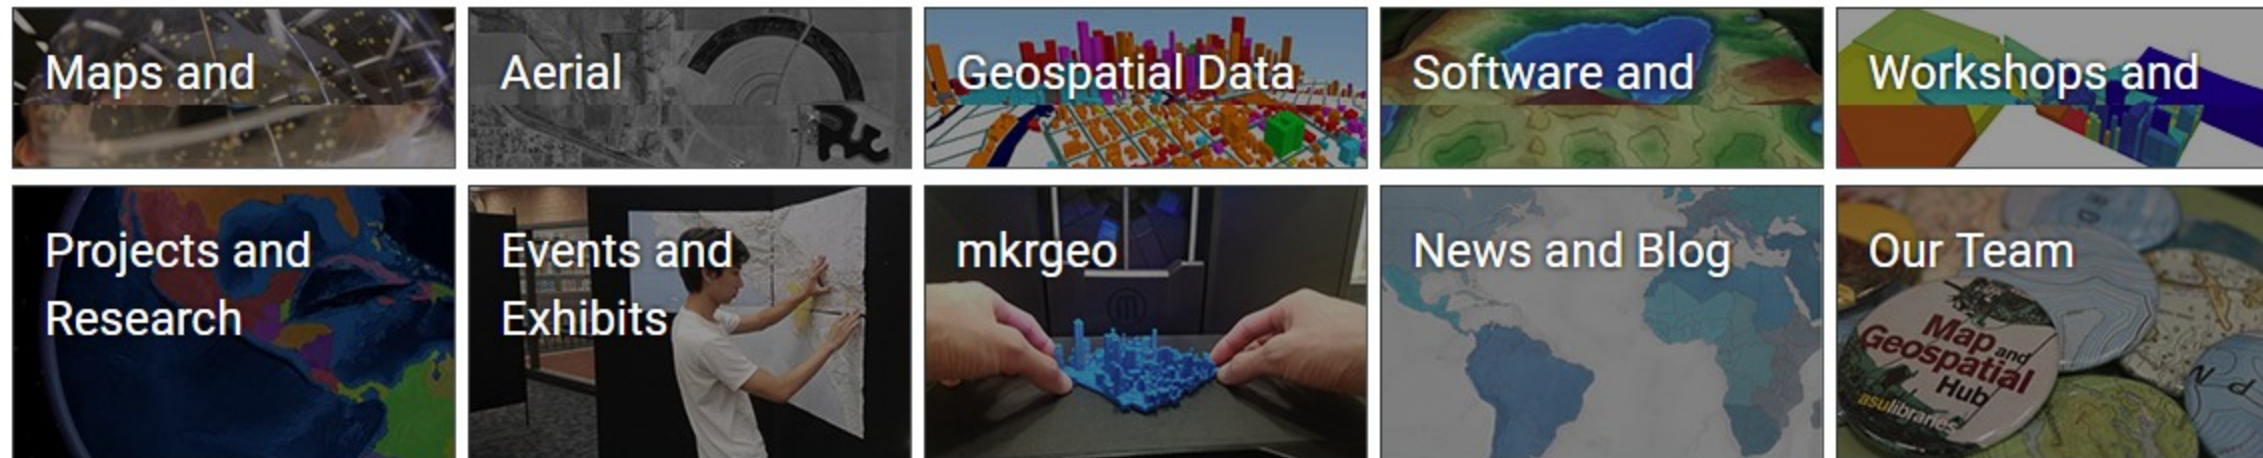 Maps and
Aerial
Geospatial Data
Software and
Workshops and
Projects and
Research
Events and
Exhibits
mkrgeo
News and Blog
Our Team
Map and
Geospatial
Hub
asulibraries